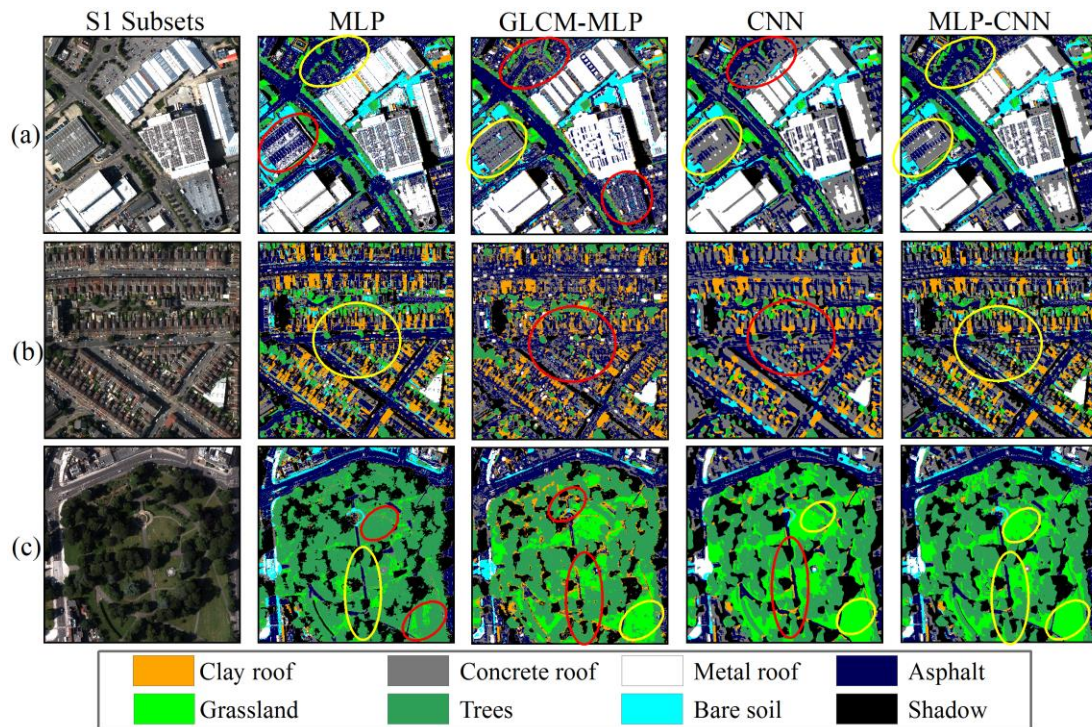 S1 Subsets MLP GLCM-MLP CNN MLP-CNN
(a)
(b)
(c)
Clay roof Concrete roof Metal roof Asphalt
Grassland Trees Bare soil Shadow